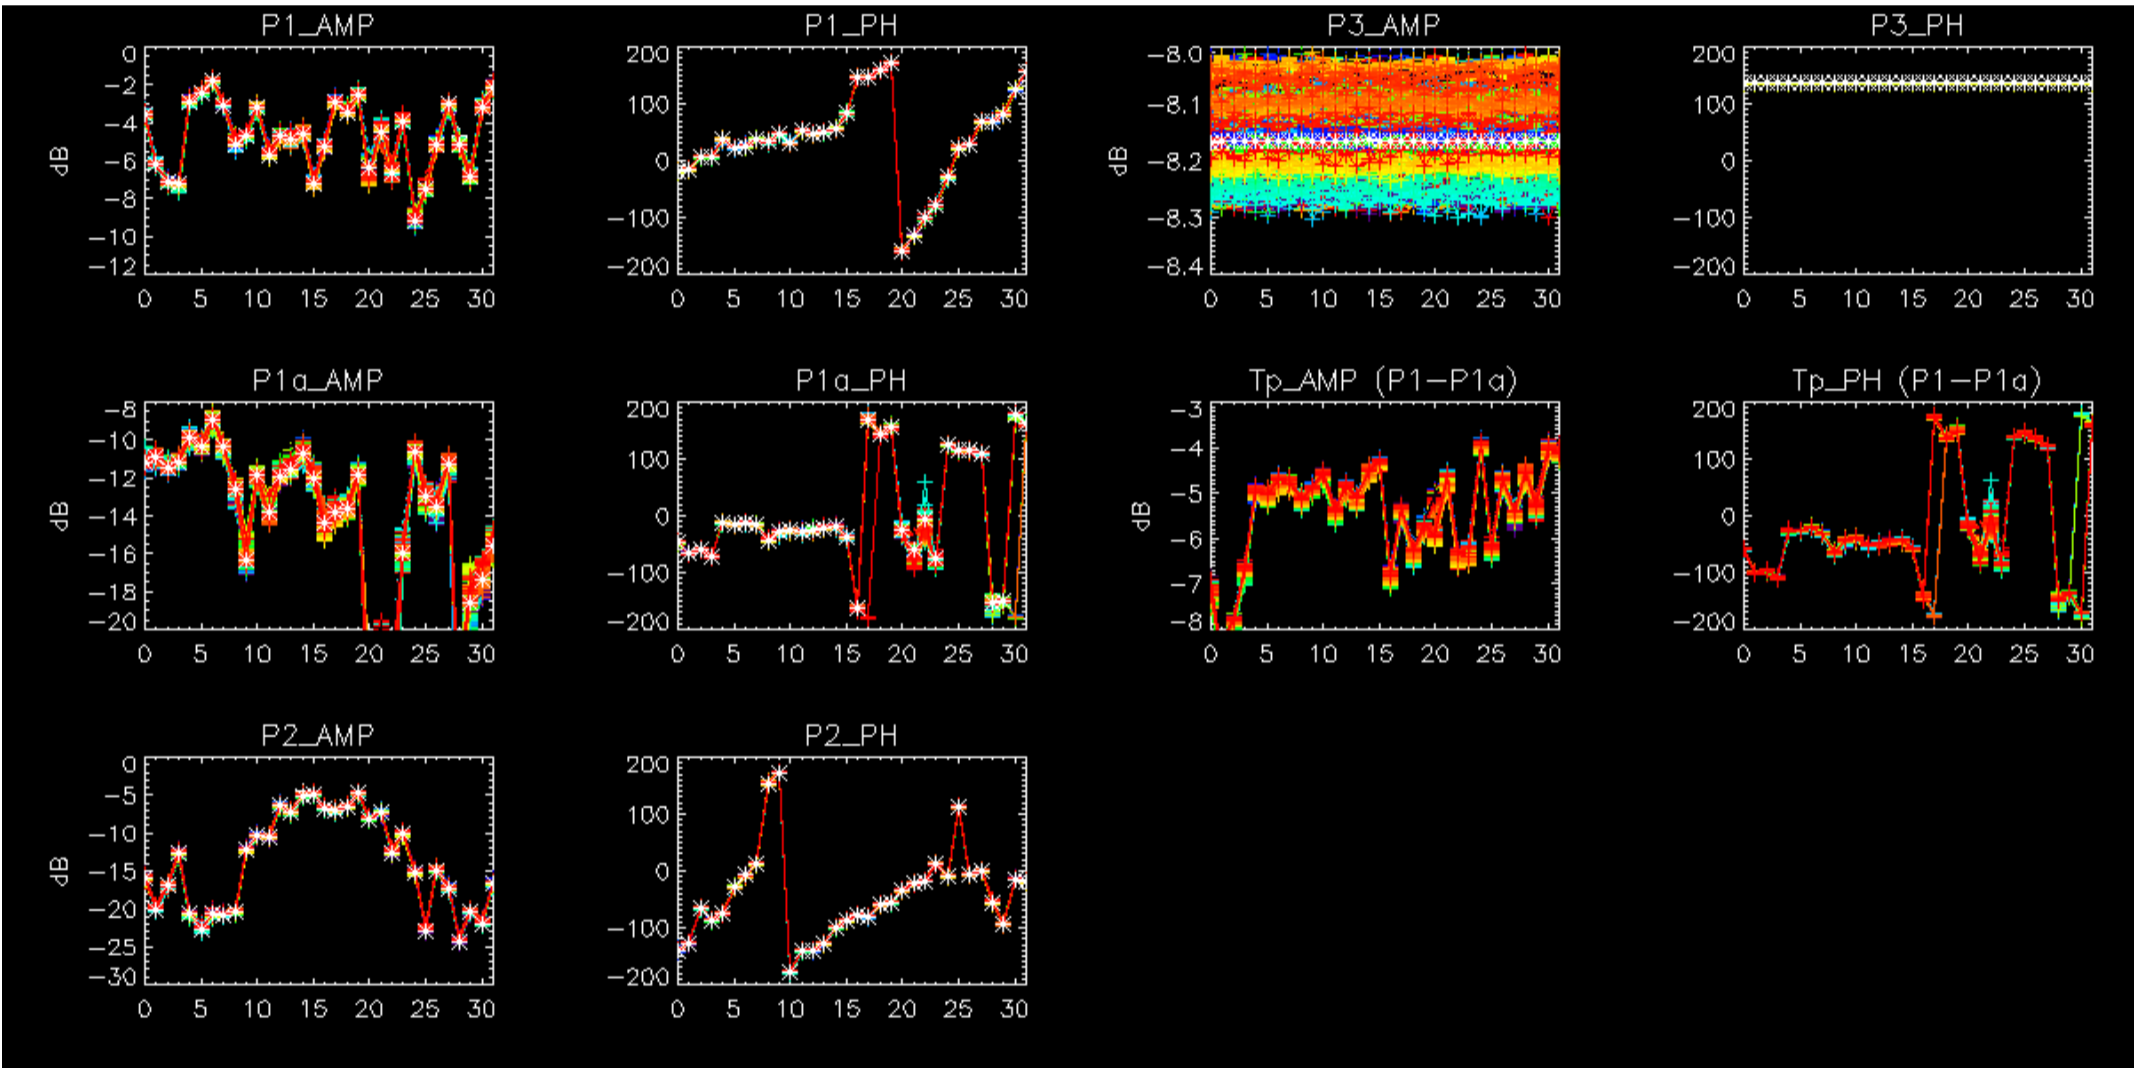 P1_AMP P1_PH P3_AMP P3_PH
0 200 -8.0 200
-2
-4 100 -8.1 100
dB -6 0 dB -8.2 0
-8
-10 -100 -8.3 -100
-12 -200 -8.4 -200
0 5 10 15 20 25 30 0 5 10 15 20 25 30 0 5 10 15 20 25 30 0 5 10 15 20 25 30
P1a_AMP P1a_PH Tp_AMP (P1-P1a) Tp_PH (P1-P1a)
-8 200 -3 200
-10 100 -4 100
-12
dB -14 0 dB -5 0
-16 -100 -6 -100
-18 -7
-20 -200 -8 -200
0 5 10 15 20 25 30 0 5 10 15 20 25 30 0 5 10 15 20 25 30 0 5 10 15 20 25 30
P2_AMP P2_PH
0 200
-5 100
-10
dB -15 0
-20 -100
-25
-30 -200
0 5 10 15 20 25 30 0 5 10 15 20 25 30